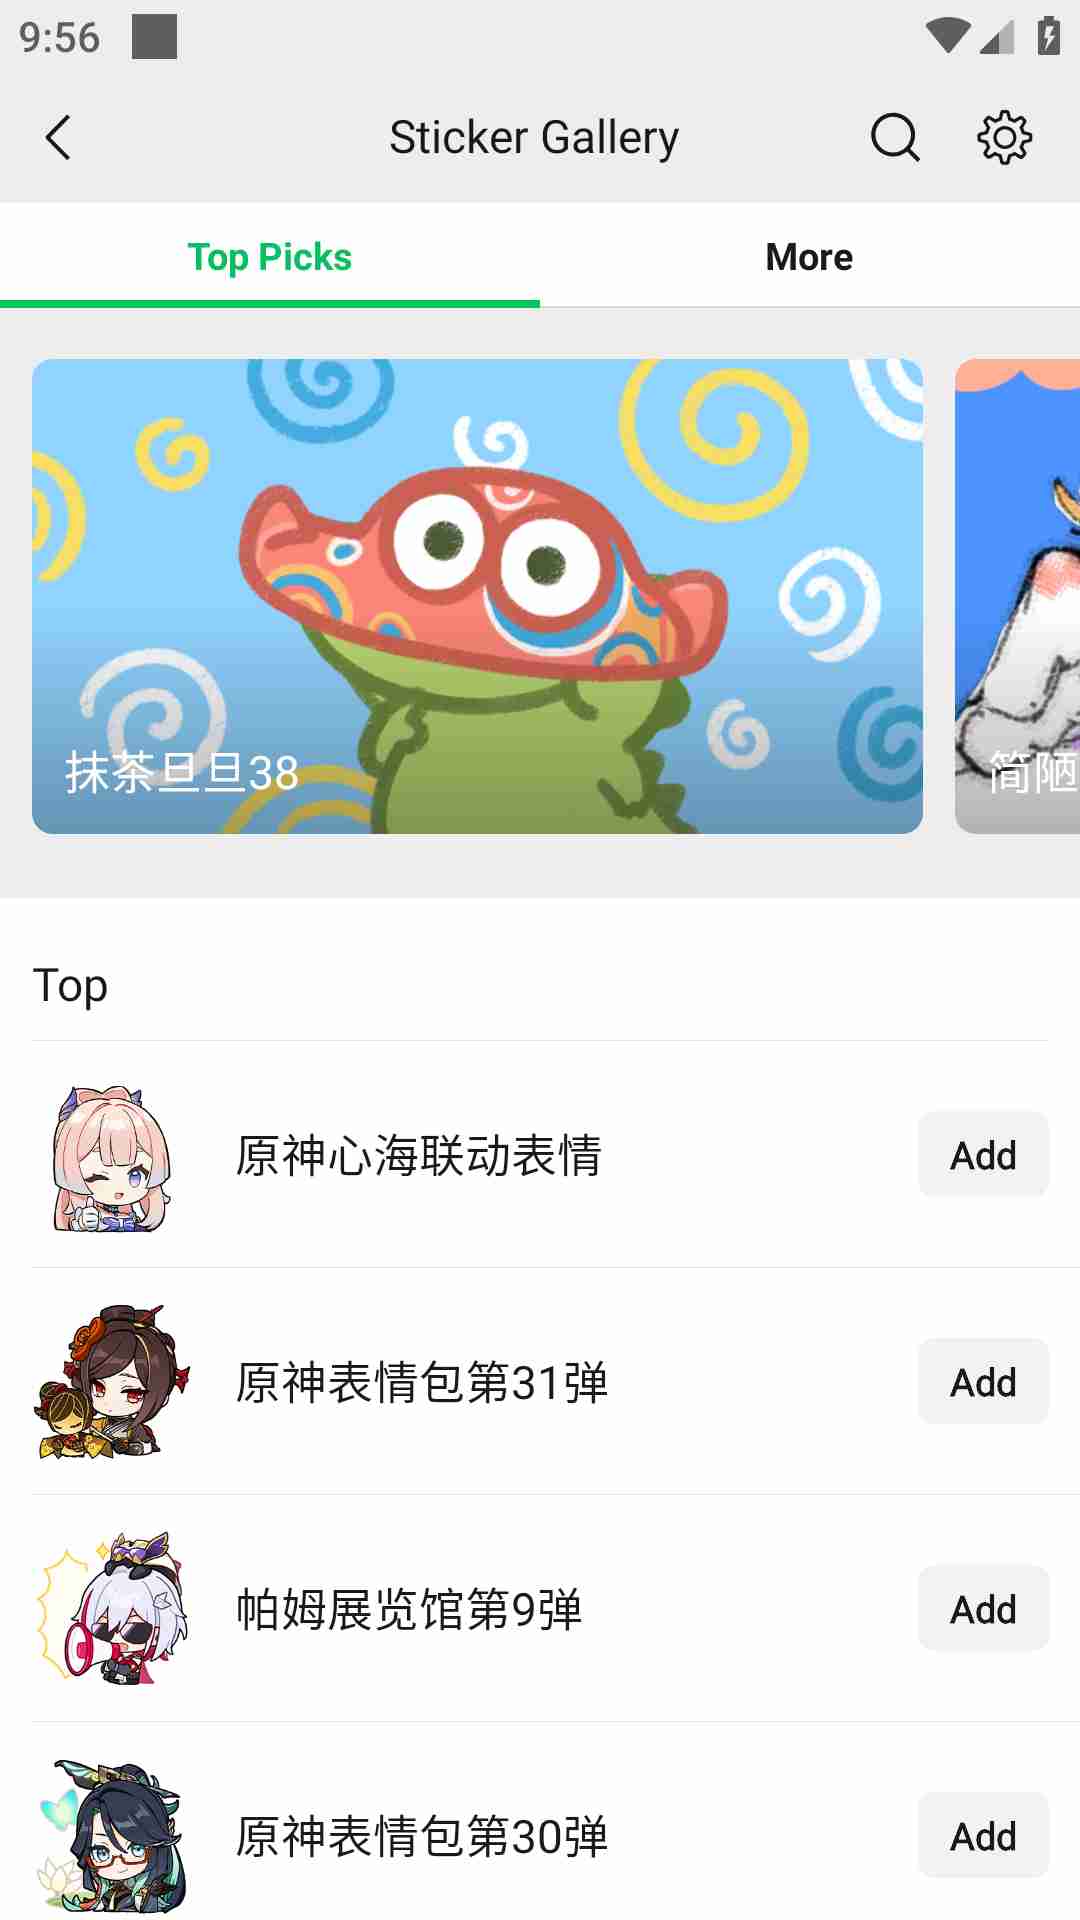 9:56
Sticker Gallery
Top Picks
More
抹茶旦旦38
简陋
Top
原神心海联动表情
Add
原神表情包第31弹
Add
帕姆展览馆第9弹
Add
原神表情包第30弹
Add